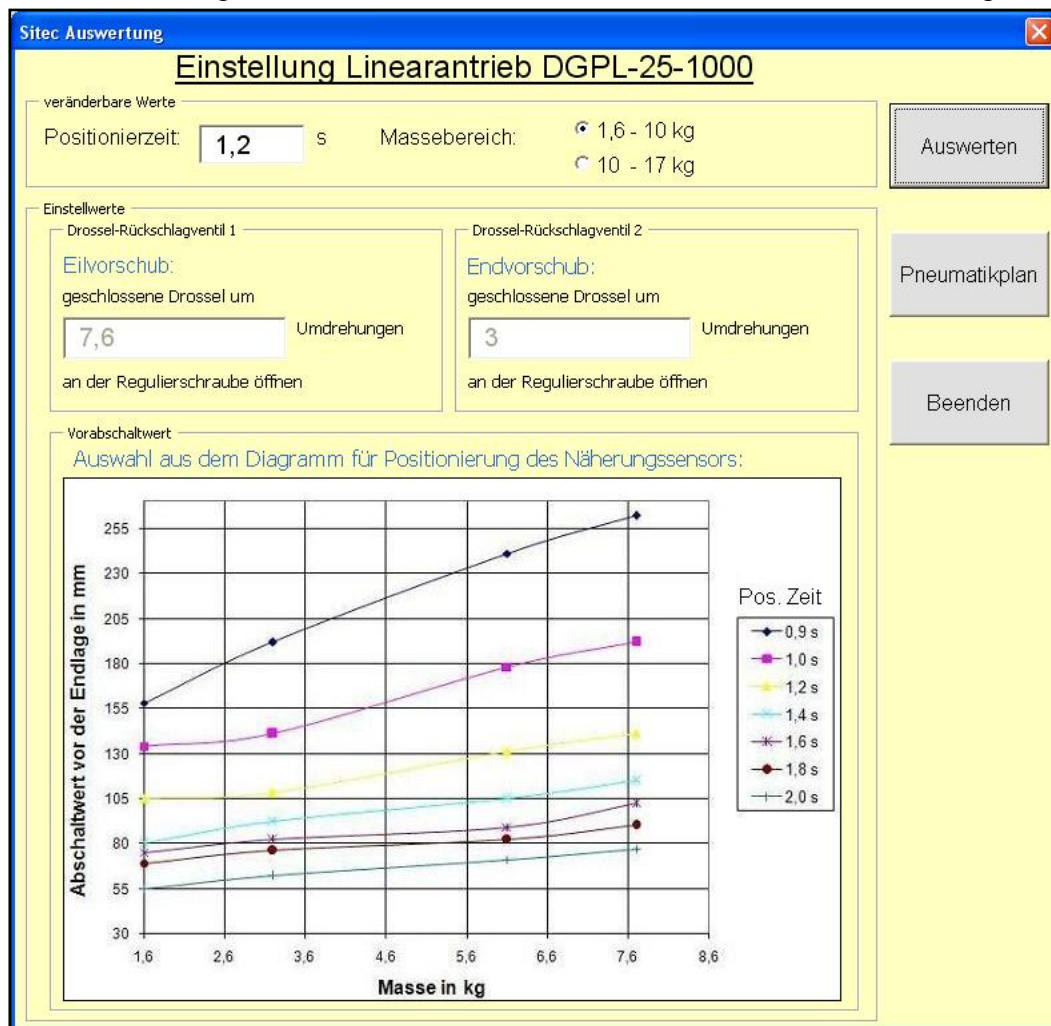 Sitec Auswertung
Einstellung Linearantrieb DGPL-25-1000
veränderbare Werte
Positionierzeit: 1,2 s Massebereich: 1,6 - 10 kg
10 - 17 kg
Auswerten
Einstellwerte
Drossel-Rückschlagventil 1
Eilvorschub:
geschlossene Drossel um
7,6 Umdrehungen
an der Regulierschraube öffnen
Drossel-Rückschlagventil 2
Endvorschub:
geschlossene Drossel um
3 Umdrehungen
an der Regulierschraube öffnen
Pneumatikplan
Beenden
Vorabschaltwert
Auswahl aus dem Diagramm für Positionierung des Näherungssensors:
Abschaltwert vor der Endlage in mm
255
230
205
180
155
130
105
80
55
30
1,6 2,6 3,6 4,6 5,6 6,6 7,6 8,6
Masse in kg
Pos. Zeit
0,9 s
1,0 s
1,2 s
1,4 s
1,6 s
1,8 s
2,0 s